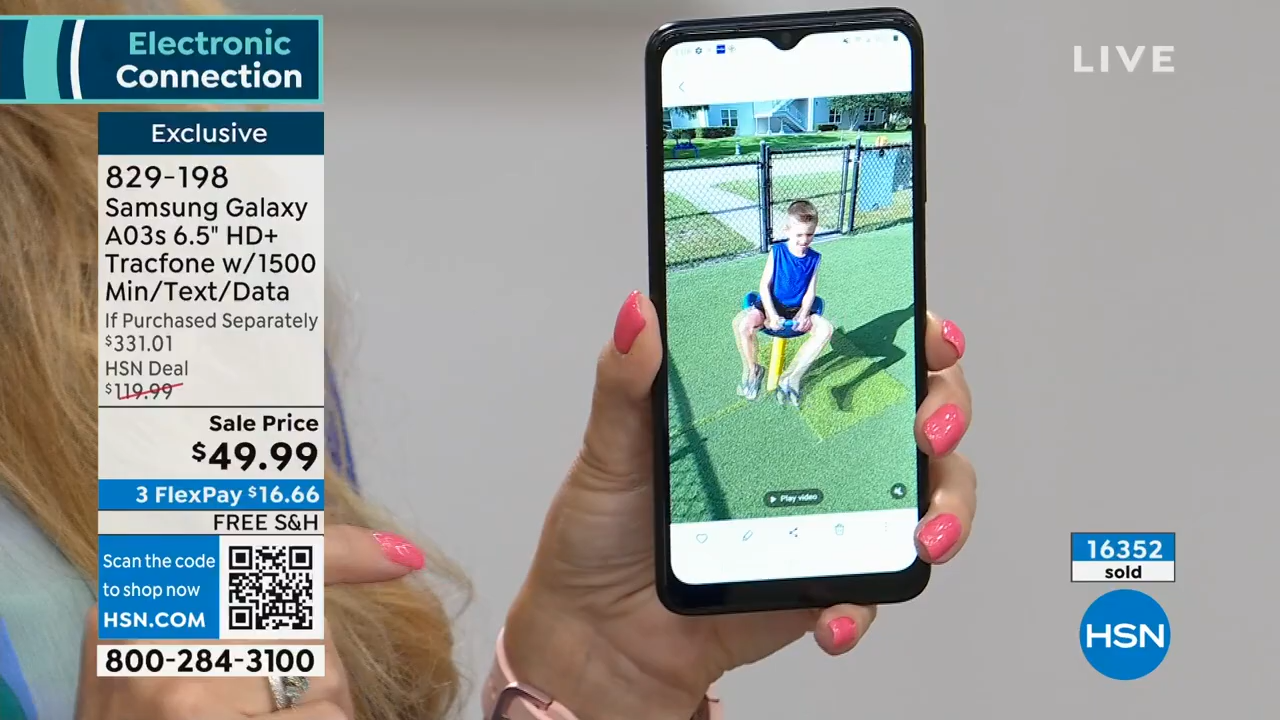 Electronic
Connection
Exclusive
829-198
Samsung Galaxy
A03s 6.5" HD+
Tracfone w/1500
Min/Text/Data
If Purchased Separately
$331.01
HSN Deal
$119.99
Sale Price
$49.99
3 FlexPay $16.66
FREE S&H
Scan the code
to shop now
HSN.COM
800-284-3100
Play video
LIVE
16352
sold
HSN